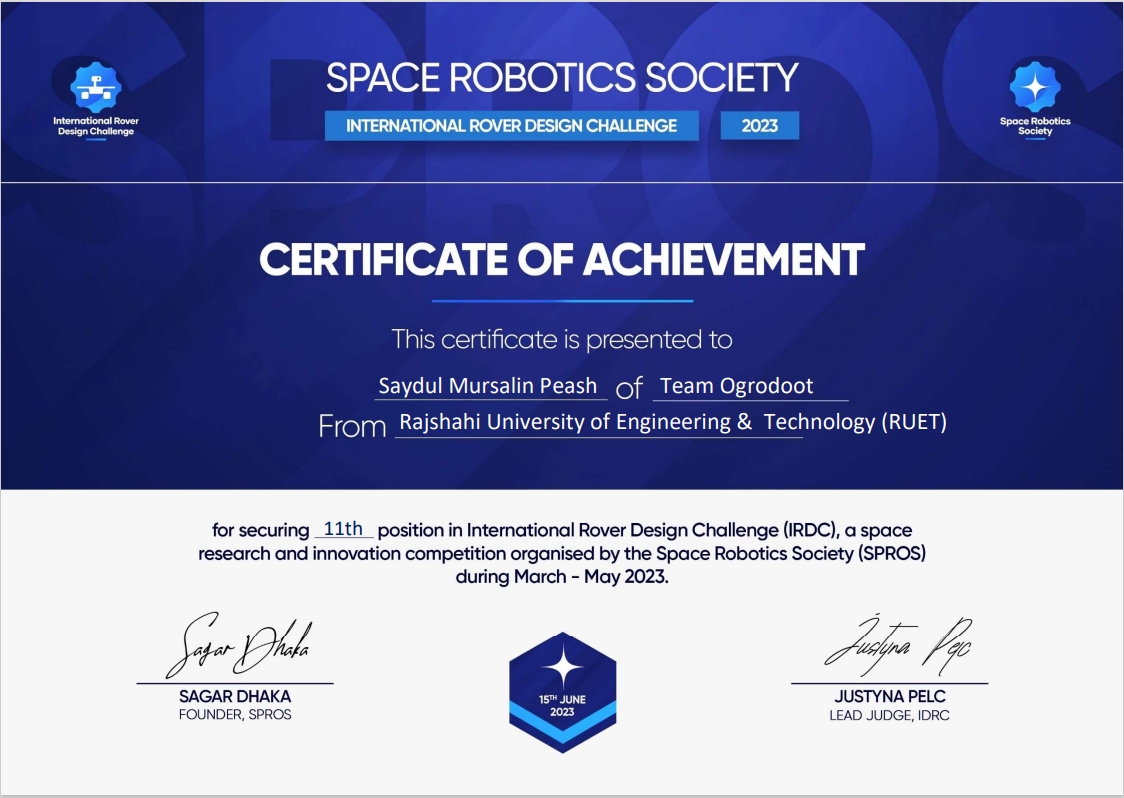 SPROS
International Rover
Design Challenge
SPACE ROBOTICS SOCIETY
INTERNATIONAL ROVER DESIGN CHALLENGE 2023
Space Robotics
Society
CERTIFICATE OF ACHIEVEMENT
This certificate is presented to
Saydul Mursalin Peash of Team Ogrodoot
From Rajshahi University of Engineering & Technology (RUET)
for securing 11th position in International Rover Design Challenge (IRDC), a space
research and innovation competition organised by the Space Robotics Society (SPROS)
during March - May 2023.
Sagar Dhaka
SAGAR DHAKA
FOUNDER, SPROS
15TH JUNE
2023
Justyna Pelc
JUSTYNA PELC
LEAD JUDGE, IDRC